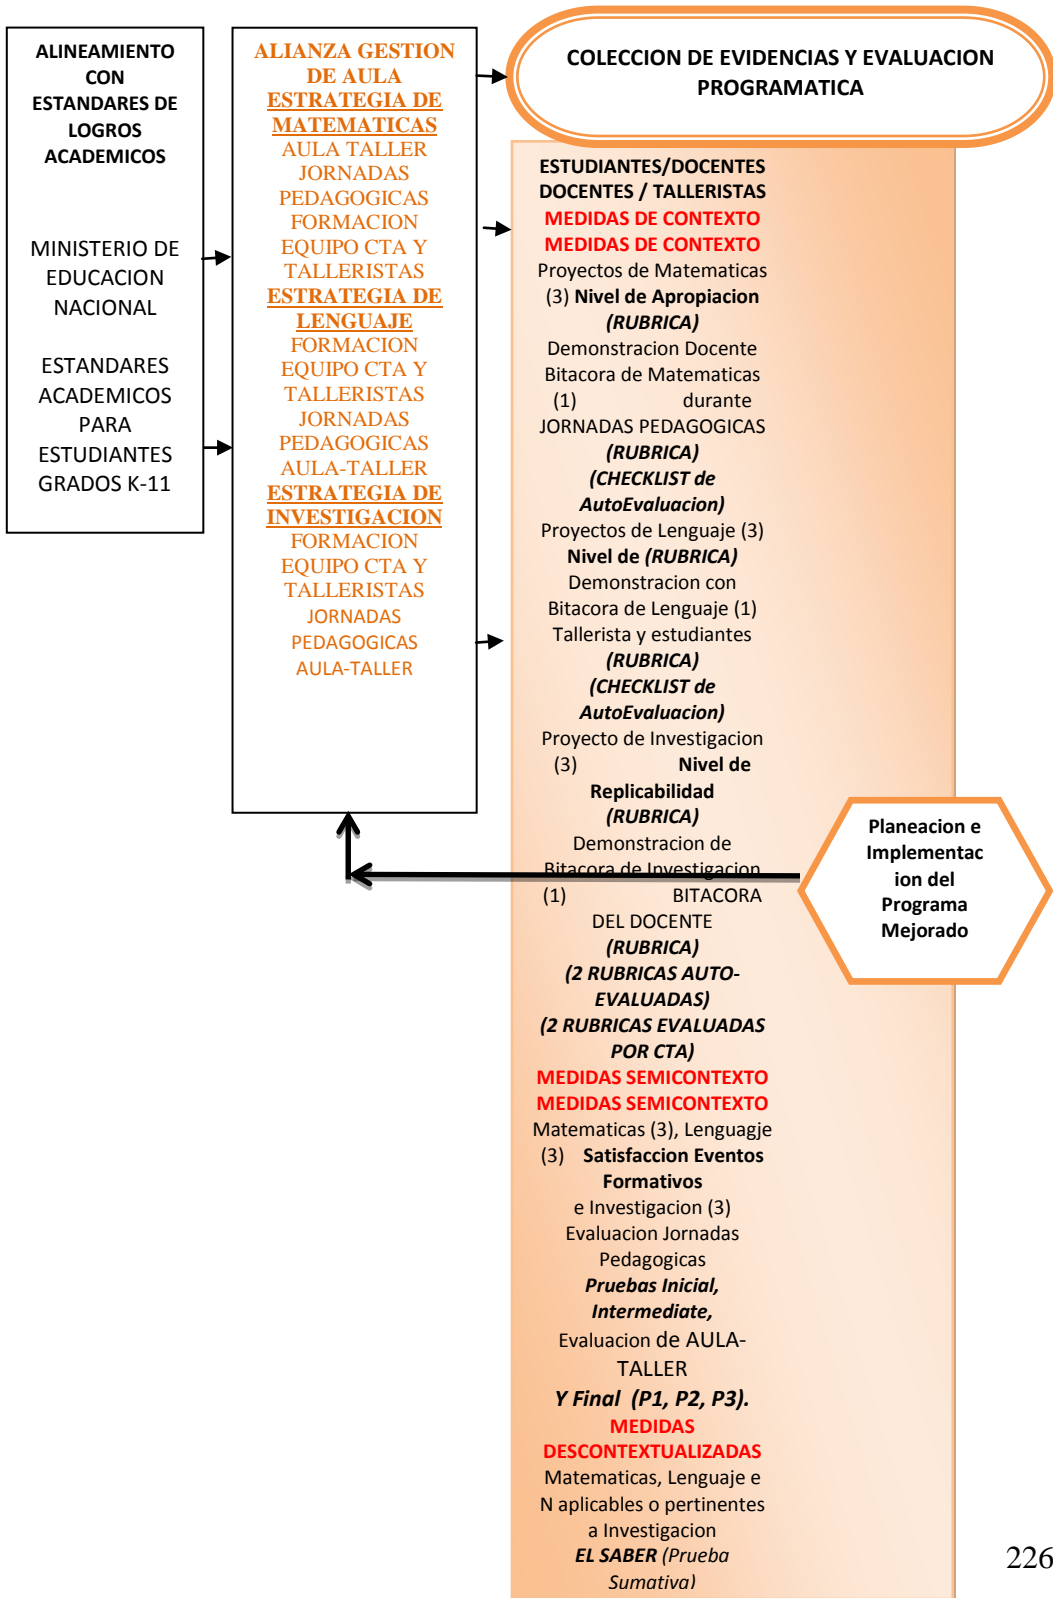 ALINEAMIENTO
CON
ESTANDARES DE
LOGROS
ACADEMICOS
MINISTERIO DE
EDUCACION
NACIONAL
ESTANDARES
ACADEMICOS
PARA
ESTUDIANTES
GRADOS K-11
ALIANZA GESTION
DE AULA
ESTRATEGIA DE
MATEMATICAS
AULA TALLER
JORNADAS
PEDAGOGICAS
FORMACION
EQUIPO CTA Y
TALLERISTAS
ESTRATEGIA DE
LENGUAJE
FORMACION
EQUIPO CTA Y
TALLERISTAS
JORNADAS
PEDAGOGICAS
AULA-TALLER
ESTRATEGIA DE
INVESTIGACION
FORMACION
EQUIPO CTA Y
TALLERISTAS
JORNADAS
PEDAGOGICAS
AULA-TALLER
COLECCION DE EVIDENCIAS Y EVALUACION
PROGRAMATICA
ESTUDIANTES/DOCENTES
DOCENTES / TALLERISTAS
MEDIDAS DE CONTEXTO
MEDIDAS DE CONTEXTO
Proyectos de Matematicas
(3) Nivel de Apropiacion
(RUBRICA)
Demonstracion Docente
Bitacora de Matematicas
(1) durante
JORNADAS PEDAGOGICAS
(RUBRICA)
(CHECKLIST de
AutoEvaluacion)
Proyectos de Lenguaje (3)
Nivel de (RUBRICA)
Demonstracion con
Bitacora de Lenguaje (1)
Tallerista y estudiantes
(RUBRICA)
(CHECKLIST de
AutoEvaluacion)
Proyecto de Investigacion
(3) Nivel de
Replicabilidad
(RUBRICA)
Demonstracion de
Bitacora de Investigacion
(1) BITACORA
DEL DOCENTE
(RUBRICA)
(2 RUBRICAS AUTO-
EVALUADAS)
(2 RUBRICAS EVALUADAS
POR CTA)
MEDIDAS SEMICONTEXTO
MEDIDAS SEMICONTEXTO
Matematicas (3), Lenguagje
(3) Satisfaccion Eventos
Formativos
e Investigacion (3)
Evaluacion Jornadas
Pedagogicas
Pruebas Inicial,
Intermediate,
Evaluacion de AULA-
TALLER
Y Final (P1, P2, P3).
MEDIDAS
DESCONTEXTUALIZADAS
Matematicas, Lenguaje e
N aplicables o pertinentes
a Investigacion
EL SABER (Prueba
Sumativa)
Planeacion e
Implementac
ion del
Programa
Mejorado
226